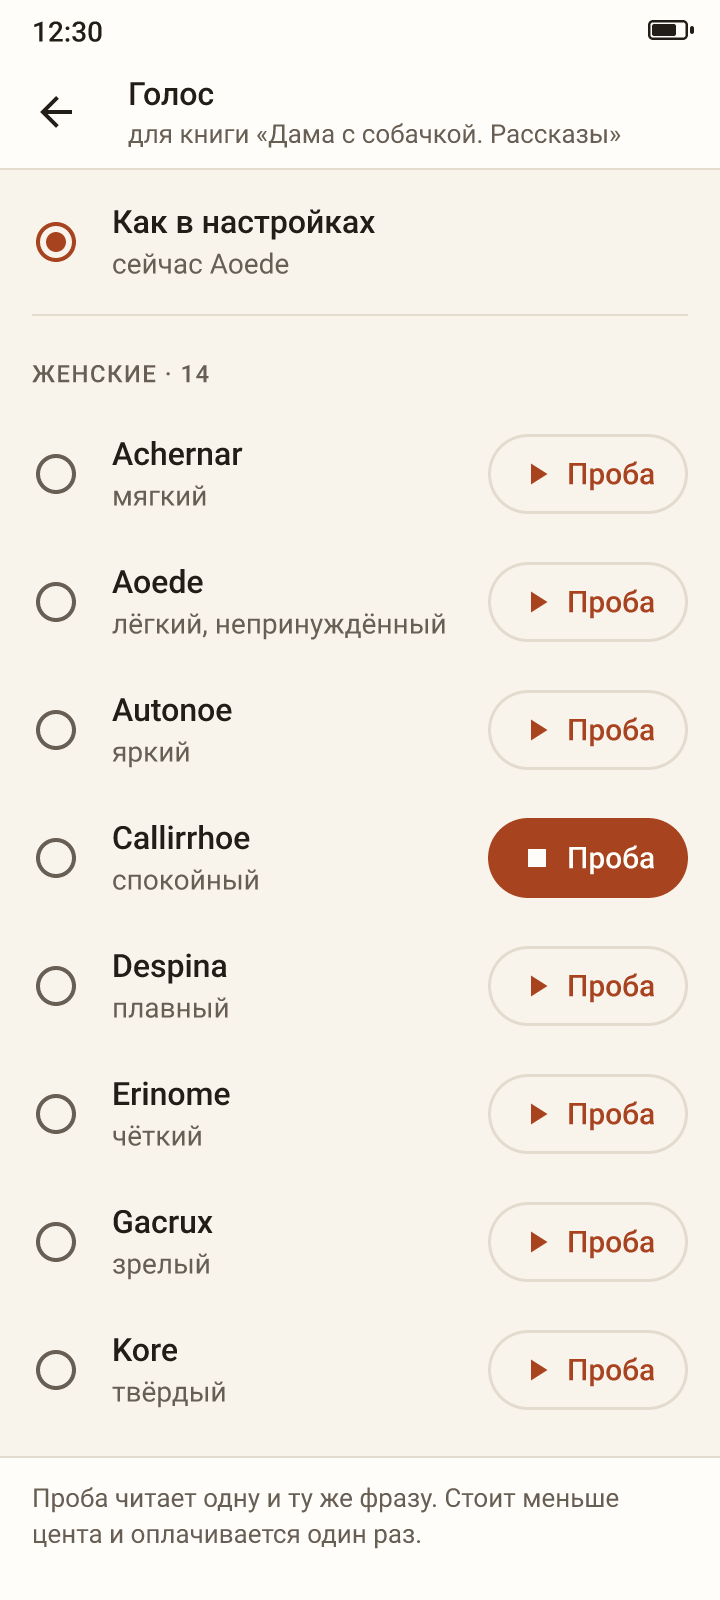 12:30
Голос
для книги «Дама с собачкой. Рассказы»
Как в настройках
сейчас Aoede
ЖЕНСКИЕ · 14
Achernar
мягкий
Проба
Aoede
лёгкий, непринуждённый
Проба
Autonoe
яркий
Проба
Callirrhoe
спокойный
Проба
Despina
плавный
Проба
Erinome
чёткий
Проба
Gacrux
зрелый
Проба
Kore
твёрдый
Проба
Проба читает одну и ту же фразу. Стоит меньше
цента и оплачивается один раз.